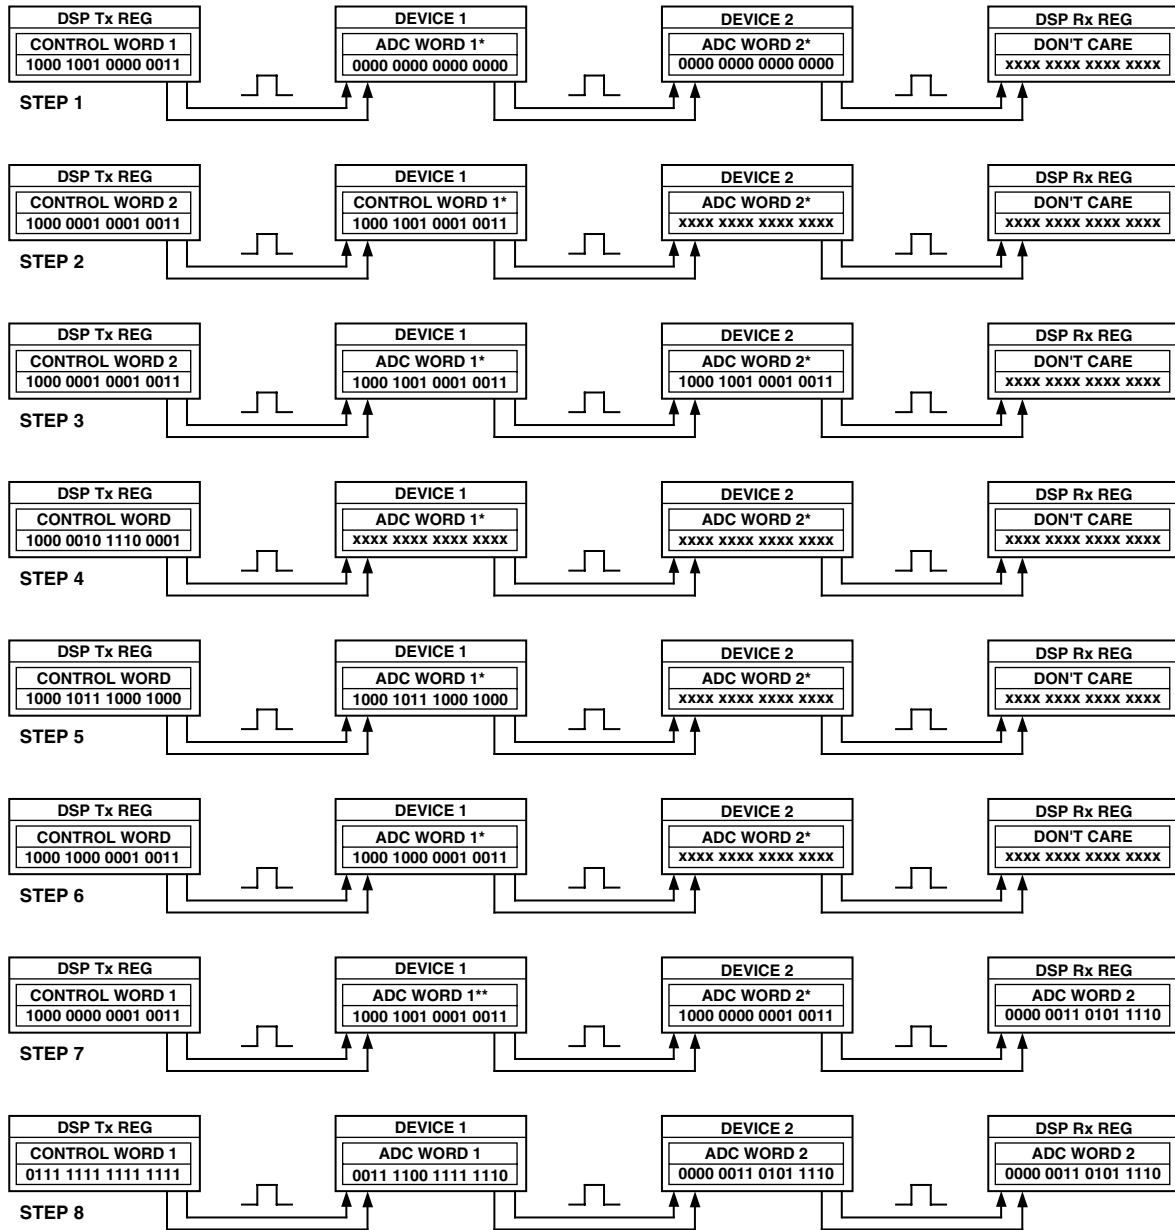 DSP Tx REG
CONTROL WORD 1
1000 1001 0000 0011
DEVICE 1
ADC WORD 1*
0000 0000 0000 0000
DEVICE 2
ADC WORD 2*
0000 0000 0000 0000
DSP Rx REG
DON'T CARE
xxxx xxxx xxxx xxxx
STEP 1
DSP Tx REG
CONTROL WORD 2
1000 0001 0001 0011
DEVICE 1
CONTROL WORD 1*
1000 1001 0001 0011
DEVICE 2
ADC WORD 2*
xxxx xxxx xxxx xxxx
DSP Rx REG
DON'T CARE
xxxx xxxx xxxx xxxx
STEP 2
DSP Tx REG
CONTROL WORD 2
1000 0001 0001 0011
DEVICE 1
ADC WORD 1*
1000 1001 0001 0011
DEVICE 2
ADC WORD 2*
1000 1001 0001 0011
DSP Rx REG
DON'T CARE
xxxx xxxx xxxx xxxx
STEP 3
DSP Tx REG
CONTROL WORD
1000 0010 1110 0001
DEVICE 1
ADC WORD 1*
xxxx xxxx xxxx xxxx
DEVICE 2
ADC WORD 2*
xxxx xxxx xxxx xxxx
DSP Rx REG
DON'T CARE
xxxx xxxx xxxx xxxx
STEP 4
DSP Tx REG
CONTROL WORD
1000 1011 1000 1000
DEVICE 1
ADC WORD 1*
1000 1011 1000 1000
DEVICE 2
ADC WORD 2*
xxxx xxxx xxxx xxxx
DSP Rx REG
DON'T CARE
xxxx xxxx xxxx xxxx
STEP 5
DSP Tx REG
CONTROL WORD
1000 1000 0001 0011
DEVICE 1
ADC WORD 1*
1000 1000 0001 0011
DEVICE 2
ADC WORD 2*
xxxx xxxx xxxx xxxx
DSP Rx REG
DON'T CARE
xxxx xxxx xxxx xxxx
STEP 6
DSP Tx REG
CONTROL WORD 1
1000 0000 0001 0011
DEVICE 1
ADC WORD 1**
1000 1001 0001 0011
DEVICE 2
ADC WORD 2*
1000 0000 0001 0011
DSP Rx REG
ADC WORD 2
0000 0011 0101 1110
STEP 7
DSP Tx REG
CONTROL WORD 1
0111 1111 1111 1111
DEVICE 1
ADC WORD 1
0011 1100 1111 1110
DEVICE 2
ADC WORD 2
0000 0011 0101 1110
DSP Rx REG
ADC WORD 2
0000 0011 0101 1110
STEP 8